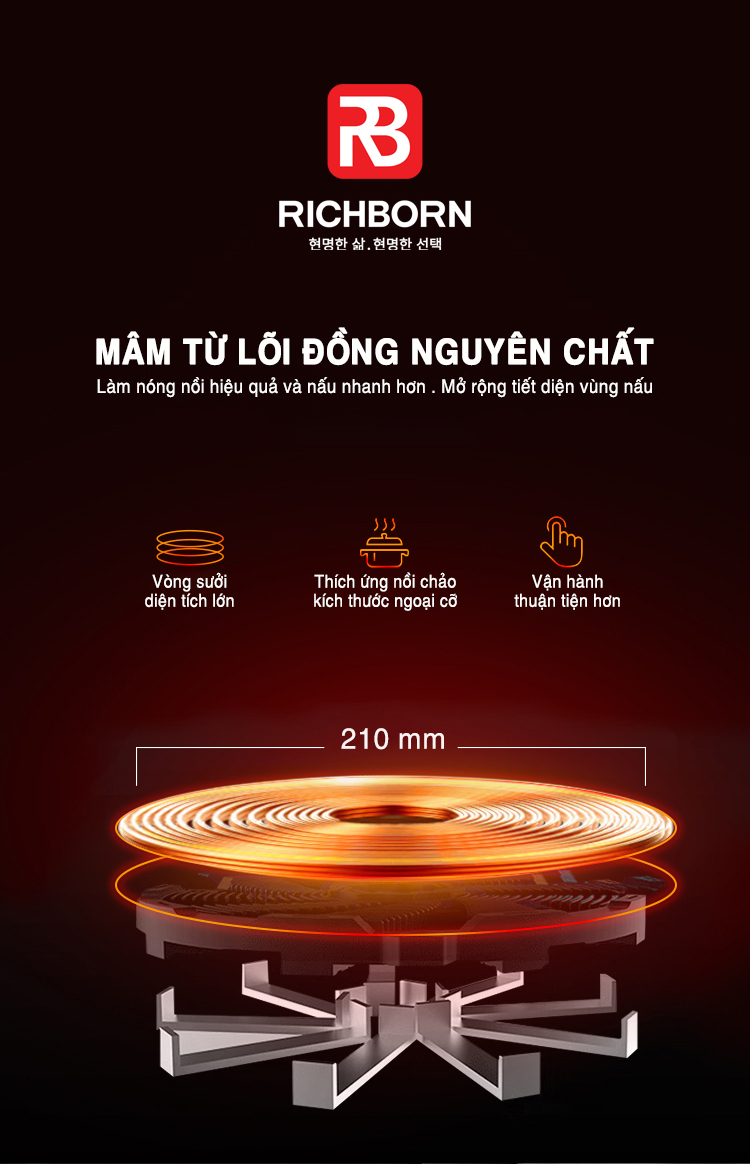 RB
RICHBORN
현명한 삶.현명한 선택
MÂM TỪ LÕI ĐỒNG NGUYÊN CHẤT
Làm nóng nồi hiệu quả và nấu nhanh hơn . Mở rộng tiết diện vùng nấu
Vòng sưởi
diện tích lớn
Thích ứng nồi chảo
kích thước ngoại cỡ
Vận hành
thuận tiện hơn
210 mm